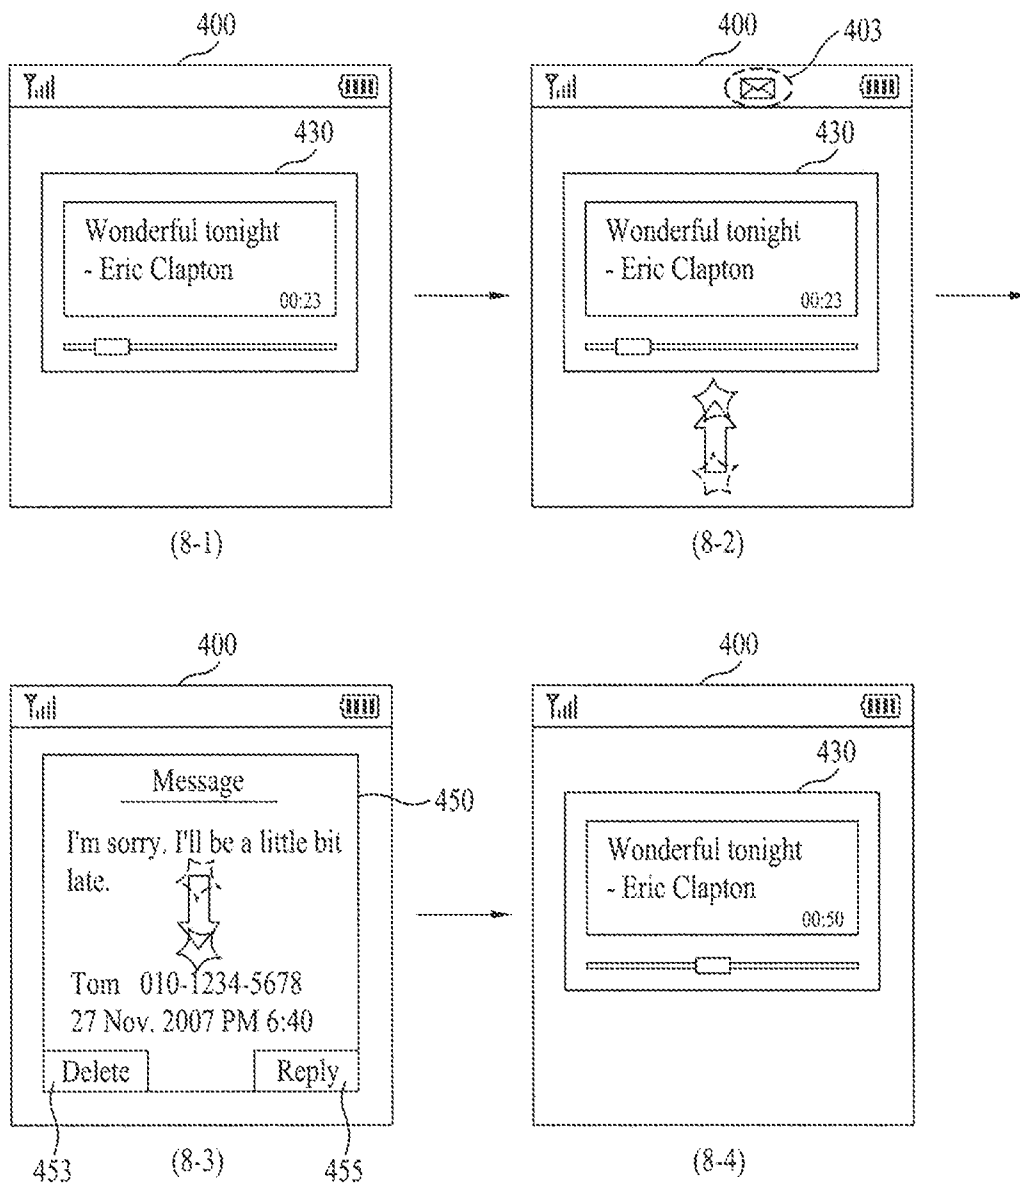 400
430
Wonderful tonight
- Eric Clapton
00:23
(8-1)
400
403
430
Wonderful tonight
- Eric Clapton
00:23
(8-2)
400
Message
450
I'm sorry. I'll be a little bit
late.
Tom 010-1234-5678
27 Nov. 2007 PM 6:40
Delete
Reply
453
(8-3)
455
400
430
Wonderful tonight
- Eric Clapton
00:50
(8-4)